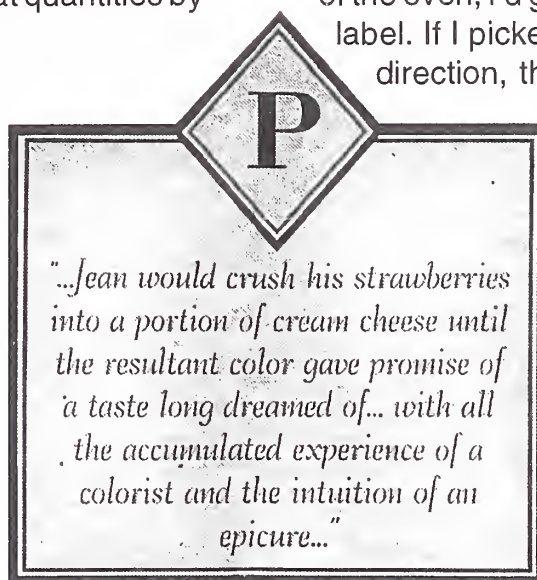 at quantities by
of the oven, I'd g
label. If I picke
direction, th
P
"...Jean would crush his strawberries
into a portion of cream cheese until
the resultant color gave promise of
a taste long dreamed of... with all
the accumulated experience of a
colorist and the intuition of an
epicure..."